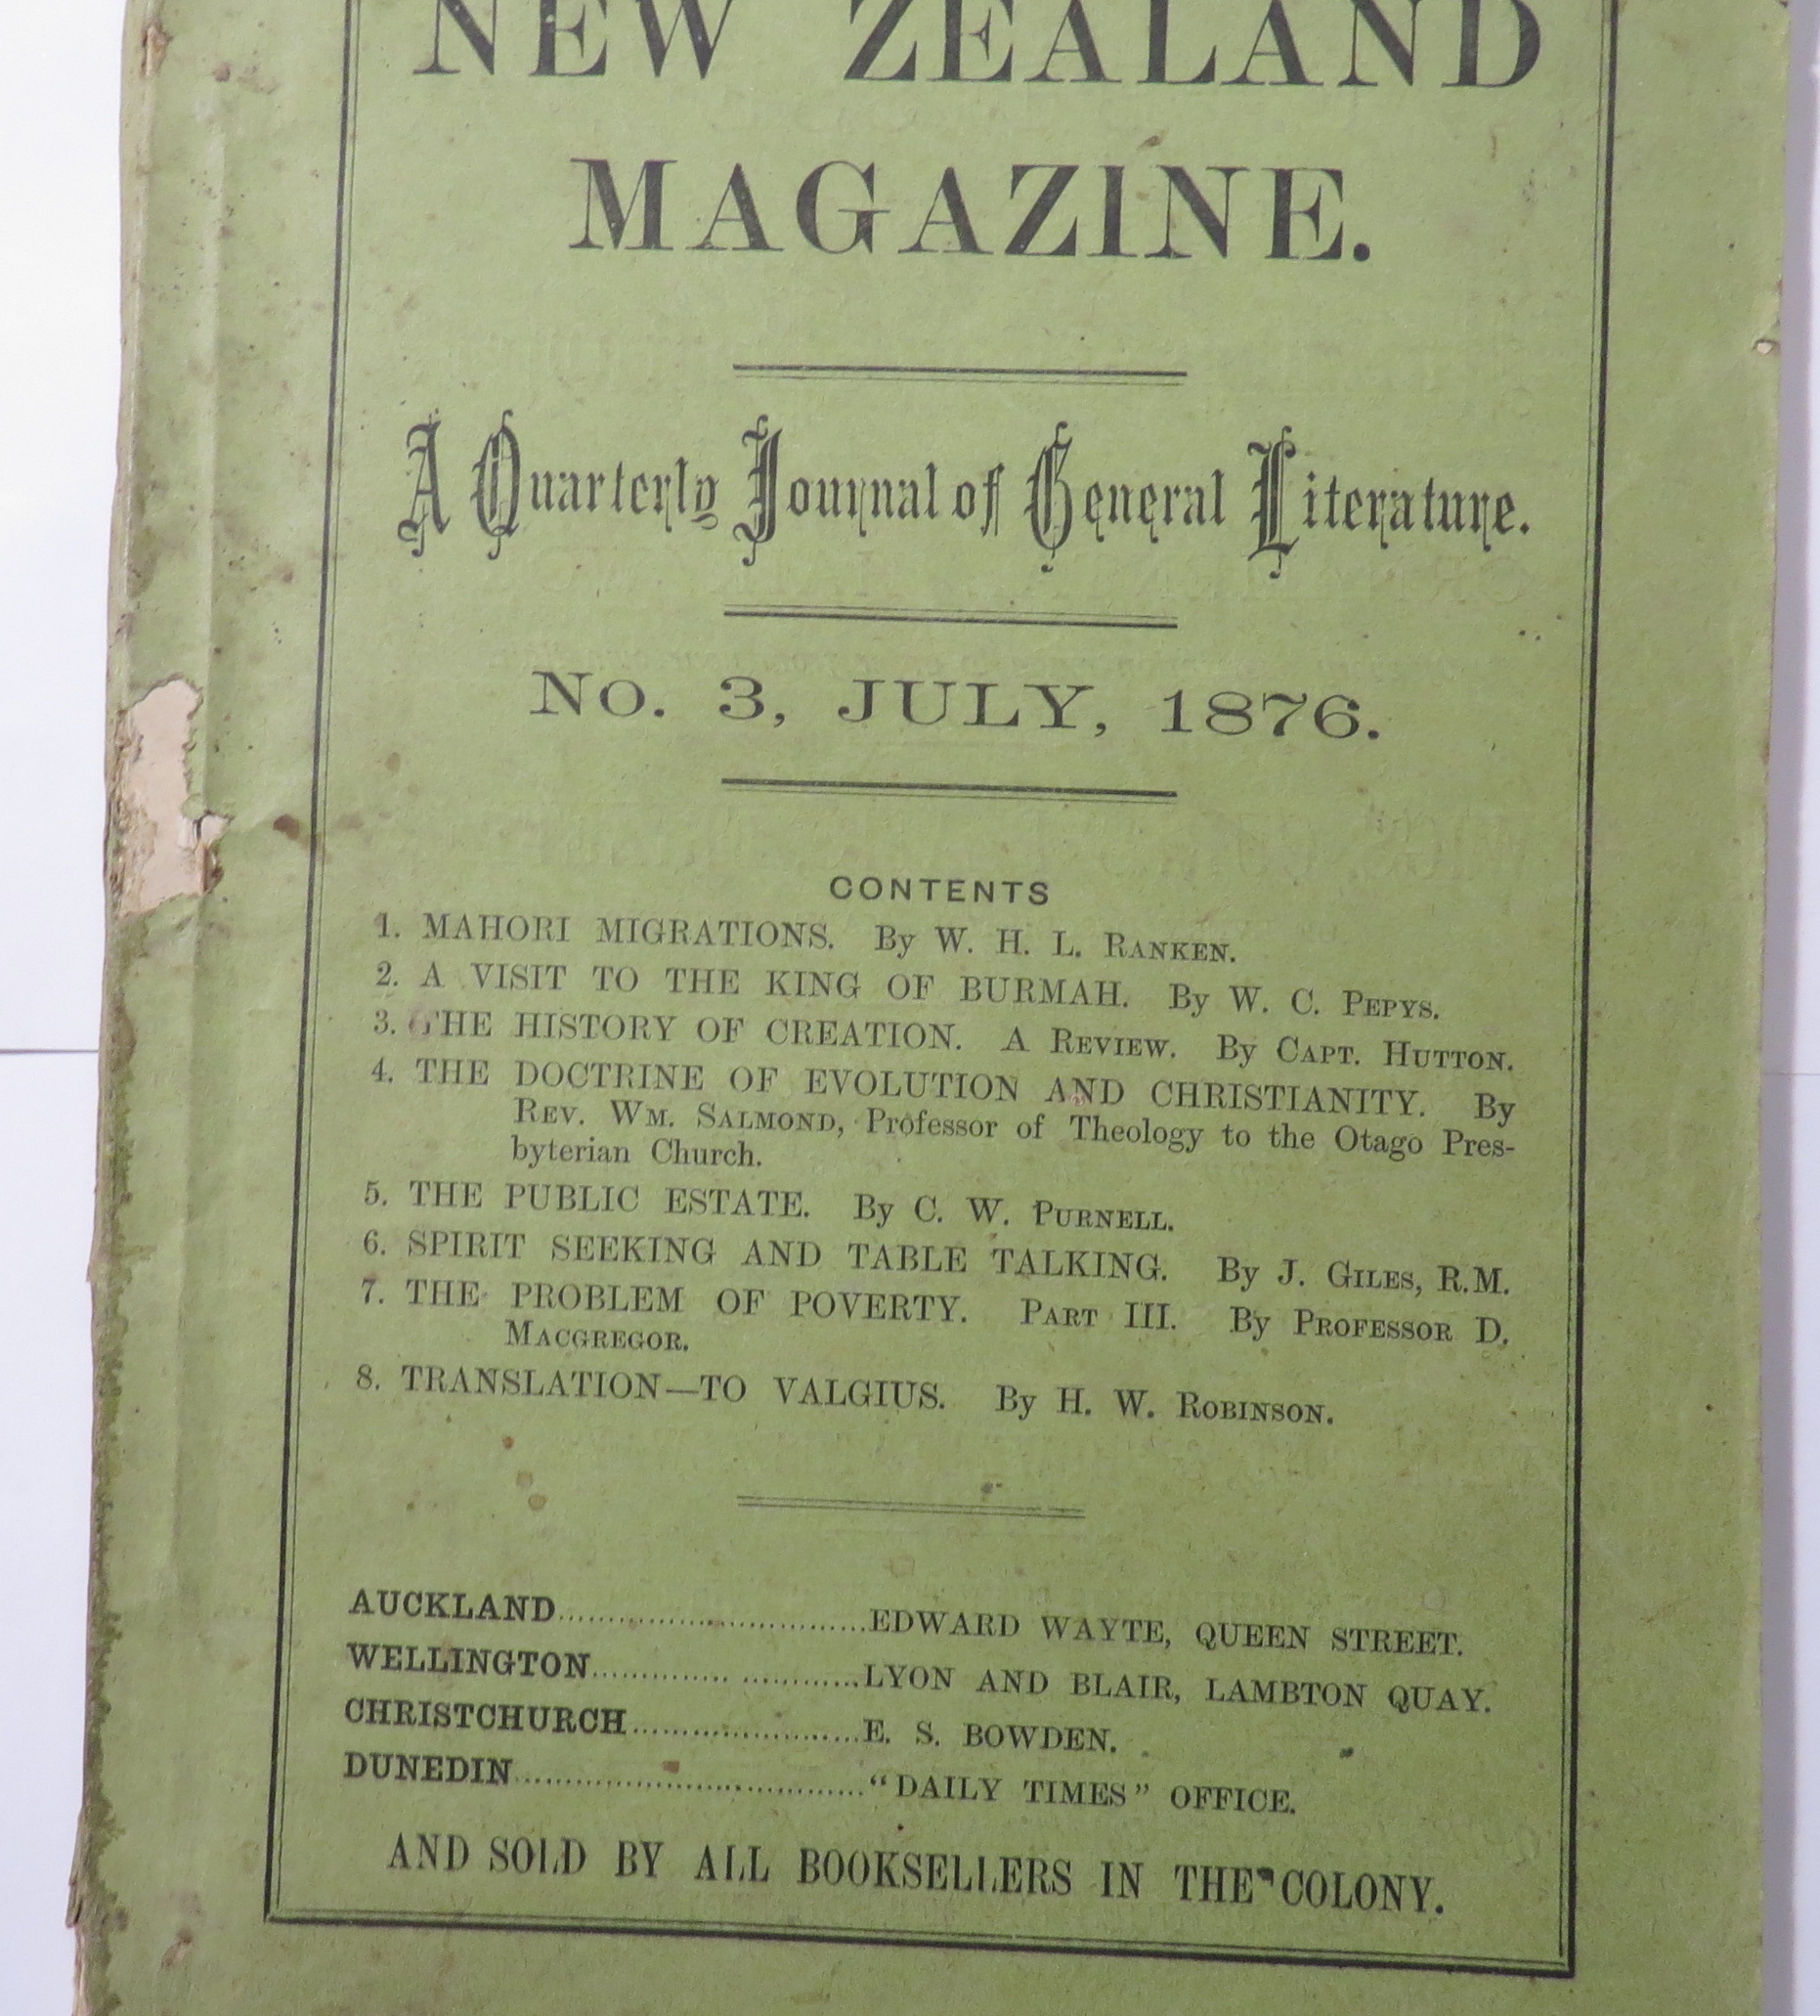 NEW ZEALAND
MAGAZINE.
A Quarterly Journal of General Literature.
No. 3, JULY, 1876.
CONTENTS
1. MAHORI MIGRATIONS. By W. H. L. RANKEN.
2. A VISIT TO THE KING OF BURMAH. By W. C. PEPYS.
3. THE HISTORY OF CREATION. A REVIEW. By CAPT. HUTTON.
4. THE DOCTRINE OF EVOLUTION AND CHRISTIANITY. By
REV. WM. SALMOND, Professor of Theology to the Otago Pres-
byterian Church.
5. THE PUBLIC ESTATE. By C. W. PURNELL.
6. SPIRIT SEEKING AND TABLE TALKING. By J. GILES, R.M.
7. THE PROBLEM OF POVERTY. PART III. By PROFESSOR D.
MACGREGOR.
8. TRANSLATION—TO VALGIUS. By H. W. ROBINSON.
AUCKLAND..............................EDWARD WAYTE, QUEEN STREET.
WELLINGTON.........................LYON AND BLAIR, LAMBTON QUAY.
CHRISTCHURCH......................E. S. BOWDEN.
DUNEDIN..................................."DAILY TIMES" OFFICE.
AND SOLD BY ALL BOOKSELLERS IN THE COLONY.